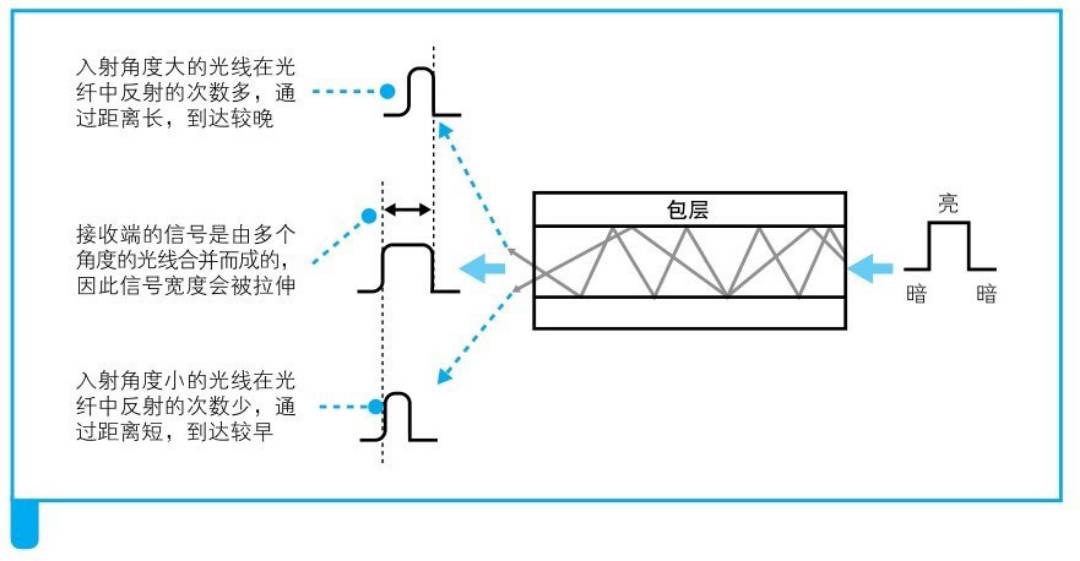 入射角度大的光线在光
纤中反射的次数多，通
过距离长，到达较晚
接收端的信号是由多个
角度的光线合并而成的，
因此信号宽度会被拉伸
入射角度小的光线在光
纤中反射的次数少，通
过距离短，到达较早
包层
亮
暗 暗